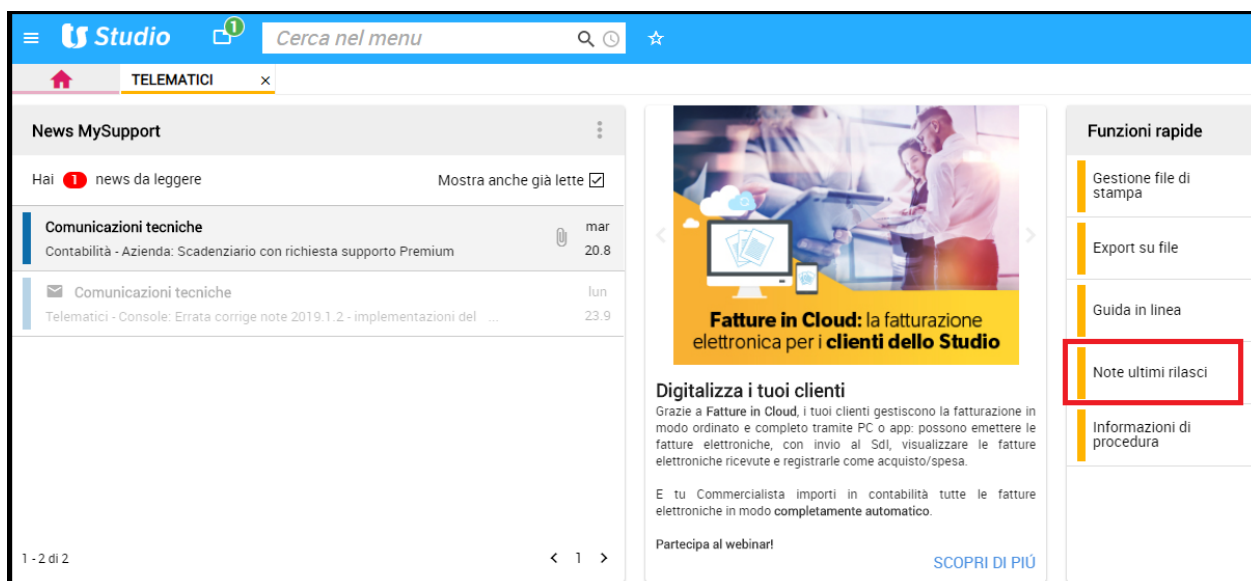 TS Studio
1
Cerca nel menu
TELEMATICI ×
News MySupport
Hai 1 news da leggere
Mostra anche già lette
Comunicazioni tecniche
mar
Contabilità - Azienda: Scadenziario con richiesta supporto Premium
20.8
Comunicazioni tecniche
lun
Telematici - Console: Errata corrige note 2019.1.2 - implementazioni del ...
23.9
1 - 2 di 2
< 1 >
Fatture in Cloud: la fatturazione
elettronica per i clienti dello Studio
Digitalizza i tuoi clienti
Grazie a Fatture in Cloud, i tuoi clienti gestiscono la fatturazione in
modo ordinato e completo tramite PC o app: possono emettere le
fatture elettroniche, con invio al SdI, visualizzare le fatture
elettroniche ricevute e registrarle come acquisto/spesa.
E tu Commercialista importi in contabilità tutte le fatture
elettroniche in modo completamente automatico.
Partecipa al webinar!
SCOPRI DI PIÚ
Funzioni rapide
Gestione file di
stampa
Export su file
Guida in linea
Note ultimi rilasci
Informazioni di
procedura